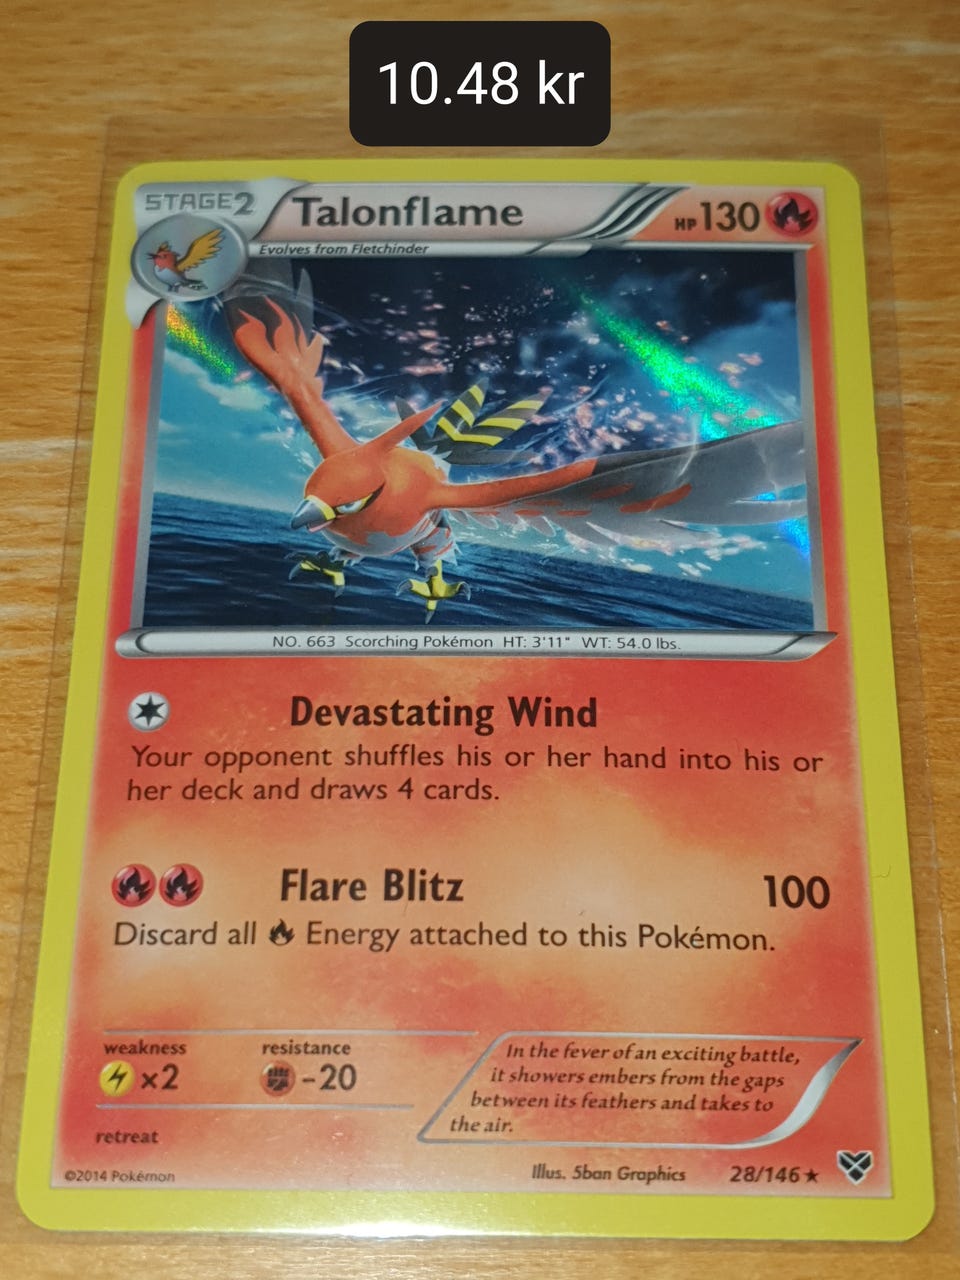 10.48 kr
STAGE2
Talonflame
HP 130
Evolves from Fletchinder
NO. 663 Scorching Pokémon HT: 3'11" WT: 54.0 lbs.
Devastating Wind
Your opponent shuffles his or her hand into his or
her deck and draws 4 cards.
Flare Blitz 100
Discard all Energy attached to this Pokémon.
weakness resistance
×2 -20
retreat
In the fever of an exciting battle,
it showers embers from the gaps
between its feathers and takes to
the air.
©2014 Pokémon Illus. 5ban Graphics 28/146 ★